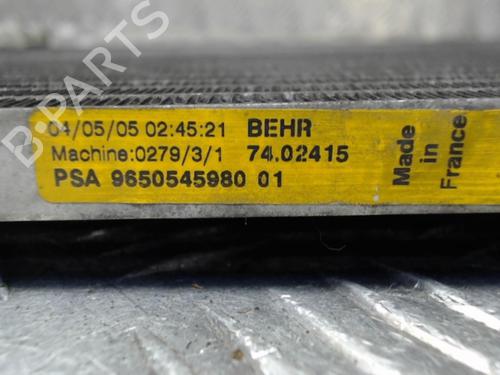 04/05/05 02:45:21 BEHR
Machine:0279/3/1 74.02415
PSA 9650545980 01
Made
in
France
B-PARTS